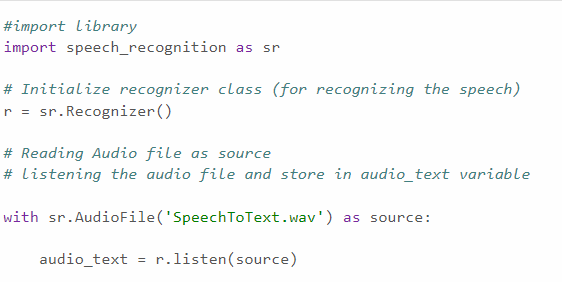 #import library
import speech_recognition as sr
# Initialize recognizer class (for recognizing the speech)
r = sr.Recognizer()
# Reading Audio file as source
# listening the audio file and store in audio_text variable
with sr.AudioFile('SpeechToText.wav') as source:
audio_text = r.listen(source)